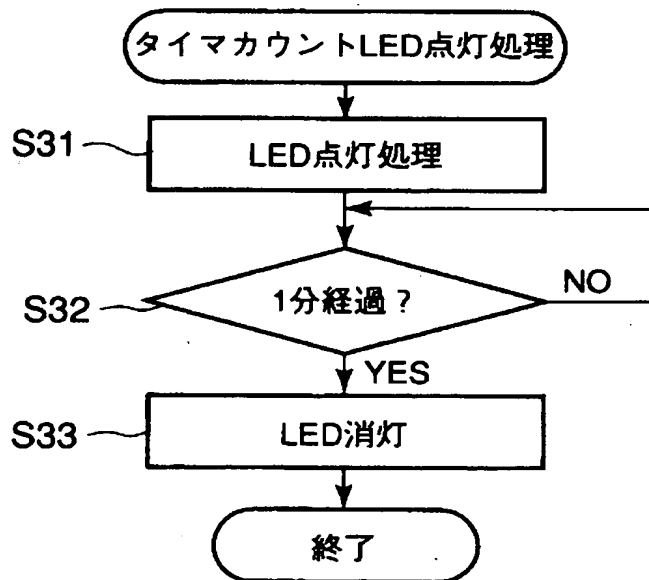 タイマカウントLED点灯処理
S31
LED点灯処理
S32
1分経過?
NO
YES
S33
LED消灯
終了